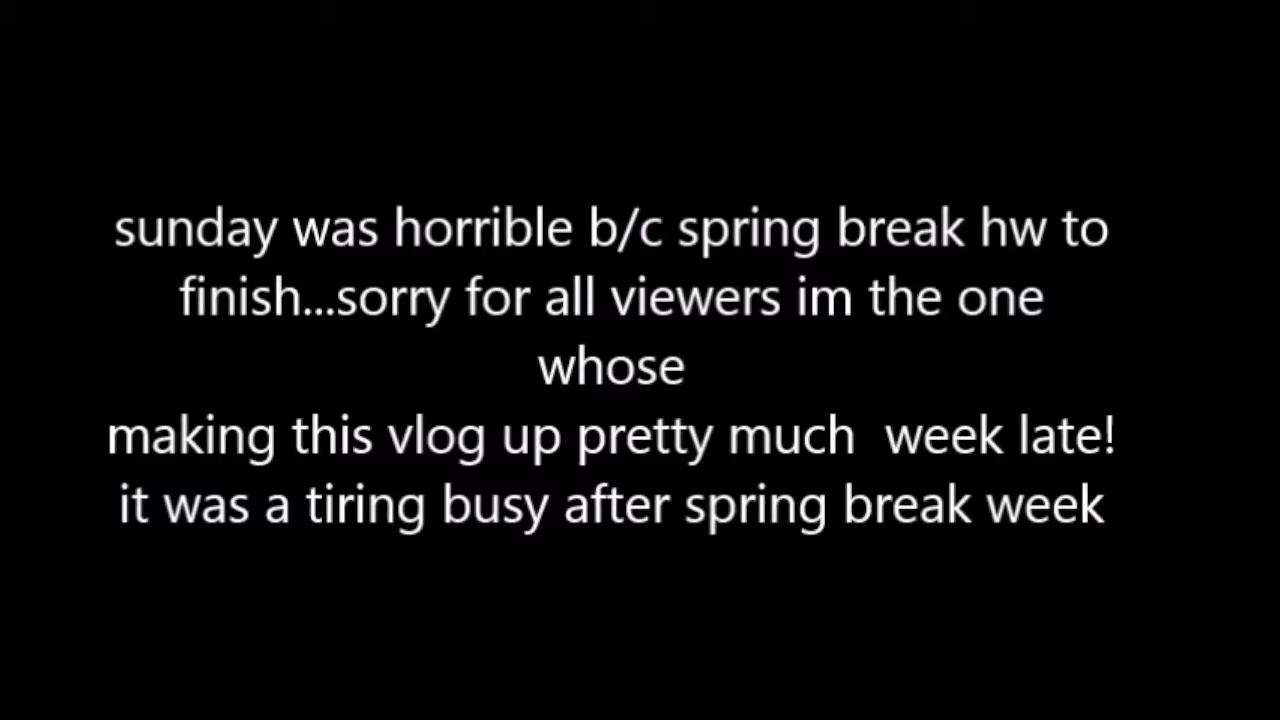 sunday was horrible b/c spring break hw to
finish...sorry for all viewers im the one
whose
making this vlog up pretty much  week late!
it was a tiring busy after spring break week